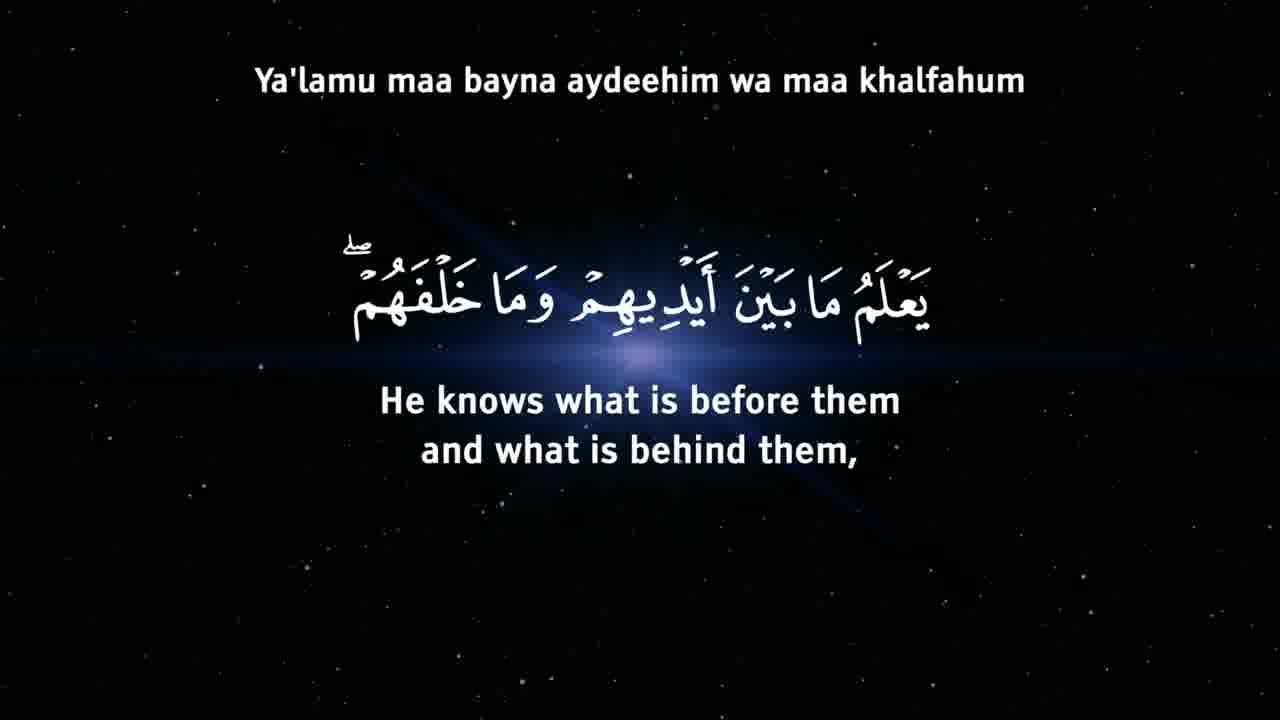 Ya'lamu maa bayna aydeehim wa maa khalfahum
يَعْلَمُ مَا بَيْنَ أَيْدِيهِمْ وَمَا خَلْفَهُمْ ۖ
He knows what is before them
and what is behind them,